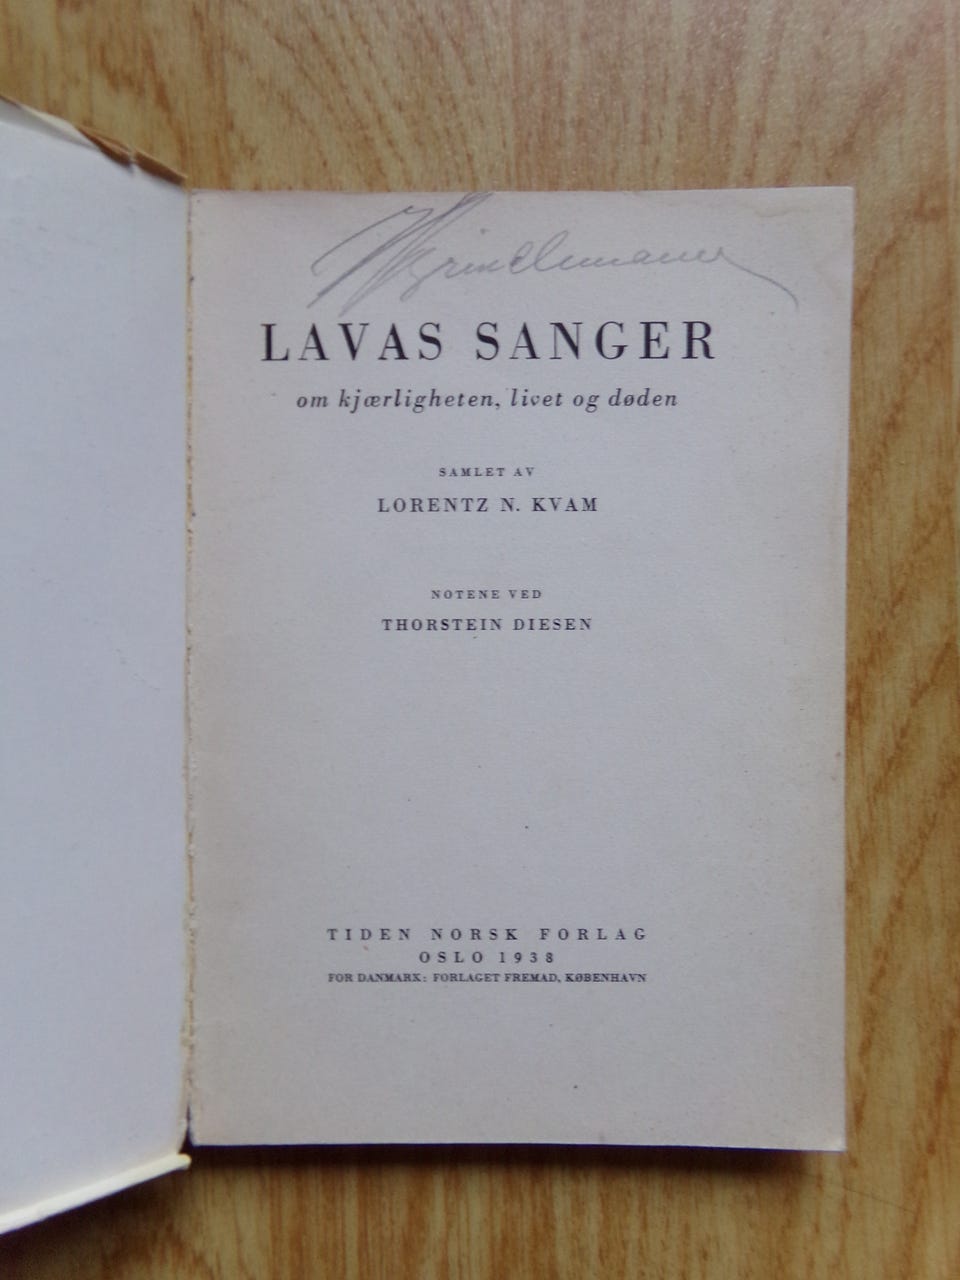 LAVAS SANGER
om kjærligheten, livet og døden
SAMLET AV
LORENTZ N. KVAM
NOTENE VED
THORSTEIN DIESEN
TIDEN NORSK FORLAG
OSLO 1938
FOR DANMARK: FORLAGET FREMAD, KØBENHAVN